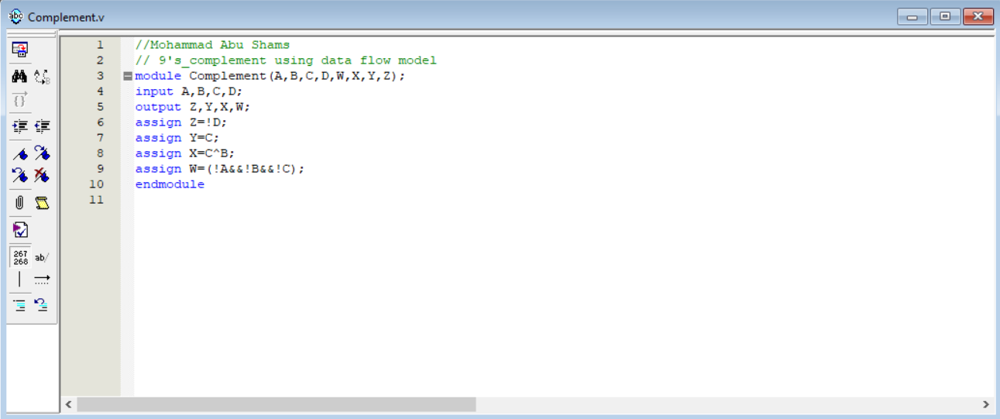 Complement.v
1 //Mohammad Abu Shams
2 // 9's_complement using data flow model
3 module Complement(A,B,C,D,W,X,Y,Z);
4 input A,B,C,D;
5 output Z,Y,X,W;
6 assign Z=!D;
7 assign Y=C;
8 assign X=C^B;
9 assign W=(!A&&!B&&!C);
10 endmodule
11
abc
267
268
ab/